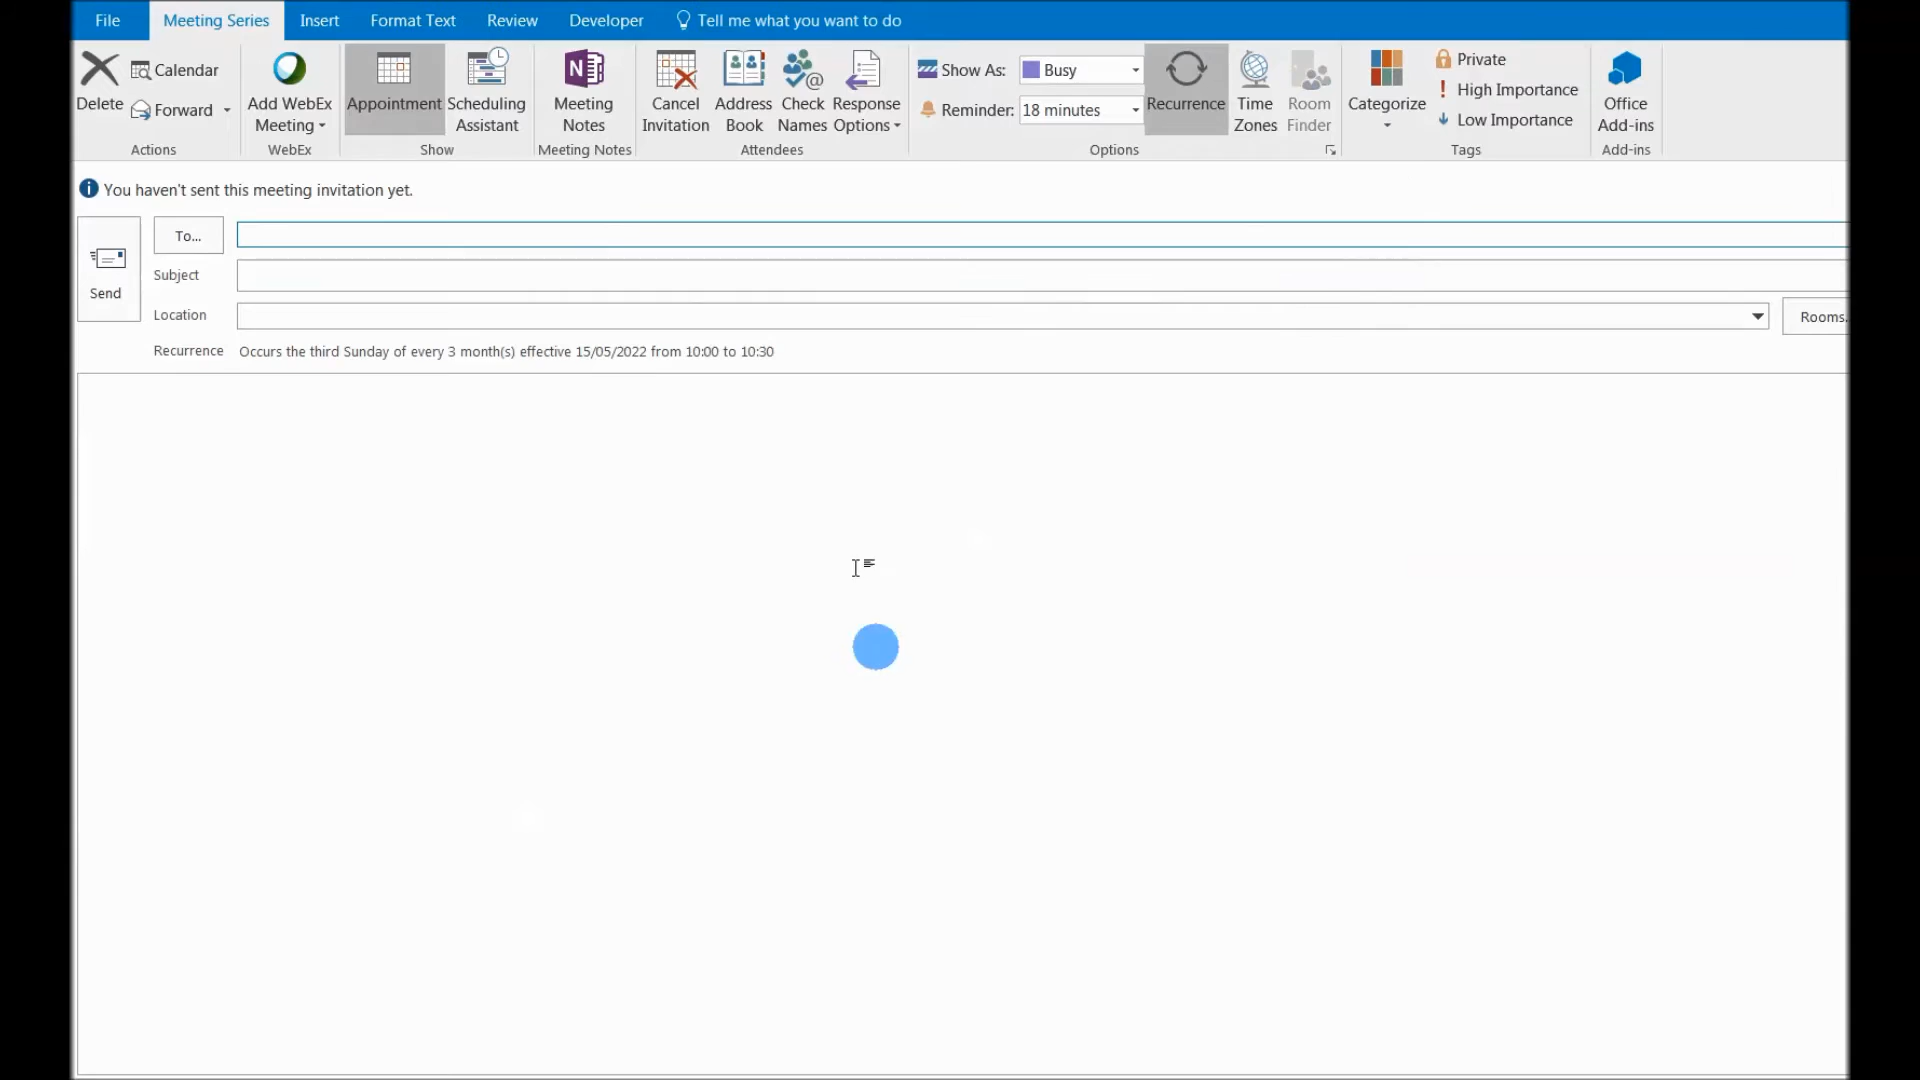 File Meeting Series Insert Format Text Review Developer Tell me what you want to do
Delete
Calendar
Forward
Actions
Add WebEx
Meeting
WebEx
Appointment
Scheduling
Assistant
Show
Meeting
Notes
Meeting Notes
Cancel
Invitation
Address
Book
Check
Names
Response
Options
Attendees
Show As: Busy
Reminder: 18 minutes
Recurrence
Time
Zones
Room
Finder
Options
Categorize
Private
High Importance
Low Importance
Tags
Office
Add-ins
Add-ins
You haven't sent this meeting invitation yet.
Send
To...
Subject
Location
Rooms.
Recurrence Occurs the third Sunday of every 3 month(s) effective 15/05/2022 from 10:00 to 10:30